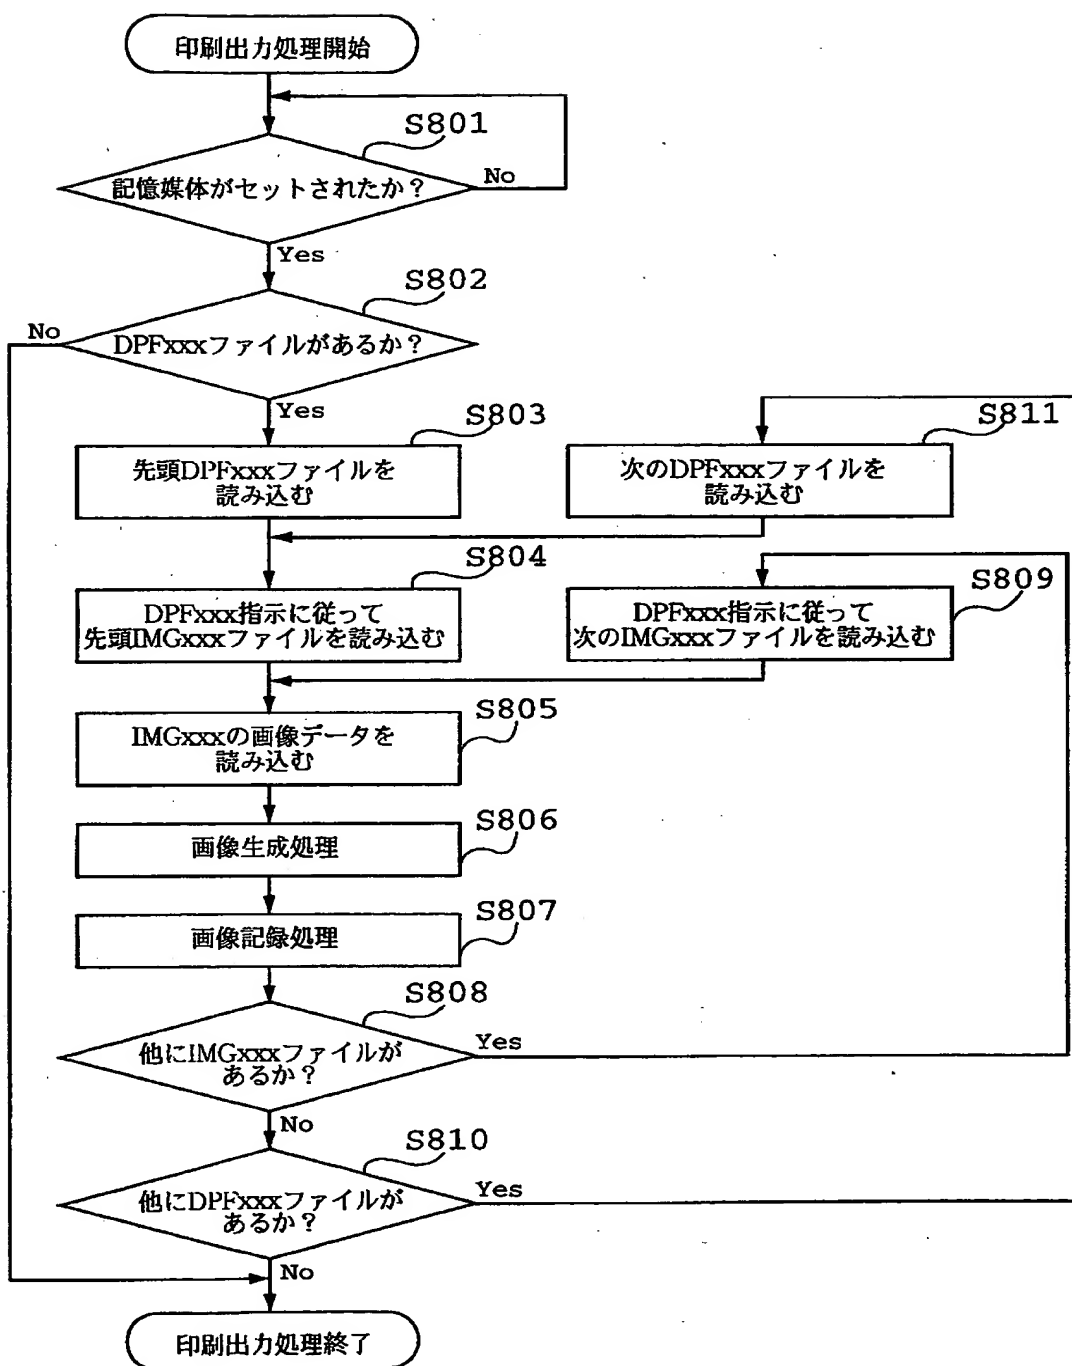 印刷出力処理開始
S801
記憶媒体がセットされたか？
No
Yes
S802
No
DPFxxxファイルがあるか？
Yes
S803
先頭DPFxxxファイルを
読み込む
S811
次のDPFxxxファイルを
読み込む
S804
DPFxxx指示に従って
先頭IMGxxxファイルを読み込む
S809
DPFxxx指示に従って
次のIMGxxxファイルを読み込む
S805
IMGxxxの画像データを
読み込む
S806
画像生成処理
S807
画像記録処理
S808
他にIMGxxxファイルが
あるか？
Yes
No
S810
他にDPFxxxファイルが
あるか？
Yes
No
印刷出力処理終了